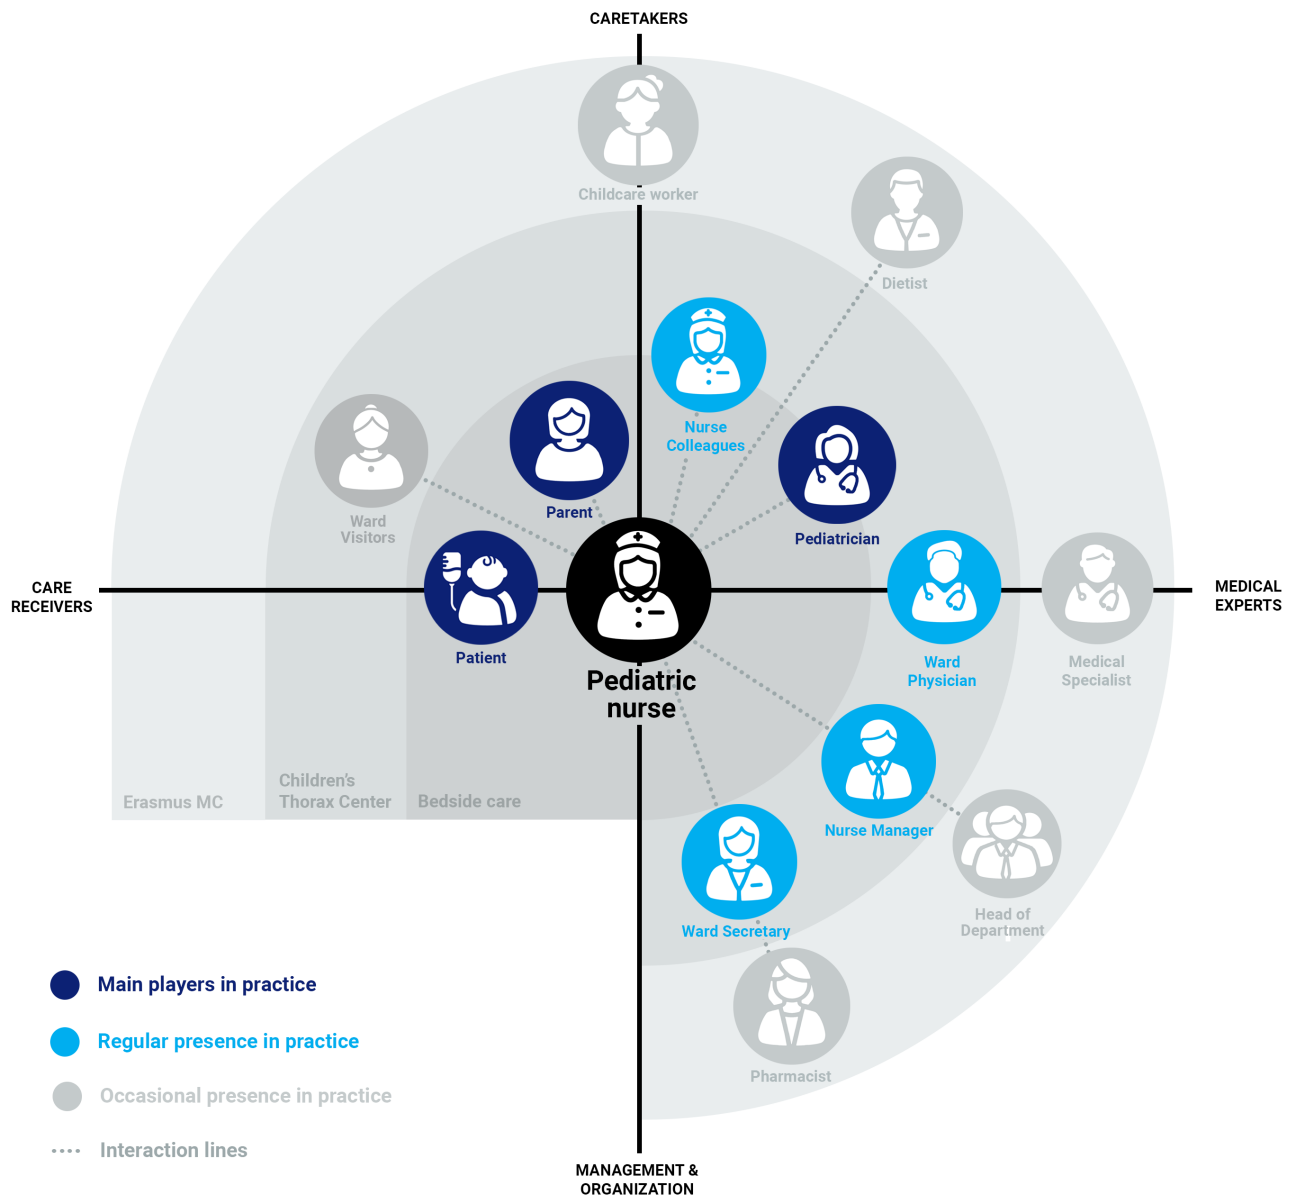 CARETAKERS
Childcare worker
Dietist
Nurse
Colleagues
Parent
Ward
Visitors
Pediatrician
CARE
RECEIVERS
MEDICAL
EXPERTS
Patient
Ward
Physician
Medical
Specialist
Pediatric
nurse
Erasmus MC
Children's
Thorax Center
Bedside care
Nurse Manager
Head of
Department
Ward Secretary
Pharmacist
Main players in practice
Regular presence in practice
Occasional presence in practice
Interaction lines
MANAGEMENT &
ORGANIZATION